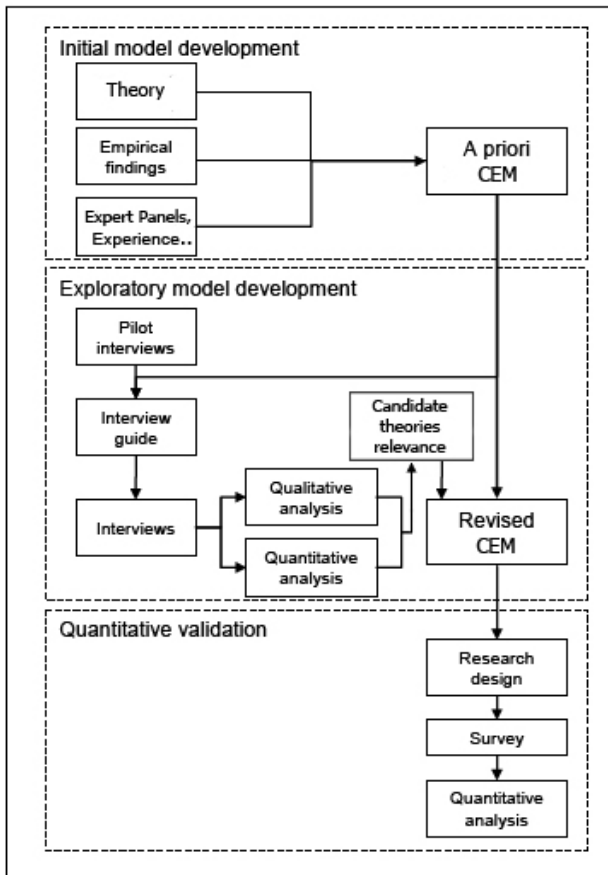 Initial model development
Theory
Empirical
findings
A priori
CEM
Expert Panels,
Experience..
Exploratory model development
Pilot
interviews
Interview
guide
Candidate
theories
relevance
Interviews
Qualitative
analysis
Quantitative
analysis
Revised
CEM
Quantitative validation
Research
design
Survey
Quantitative
analysis